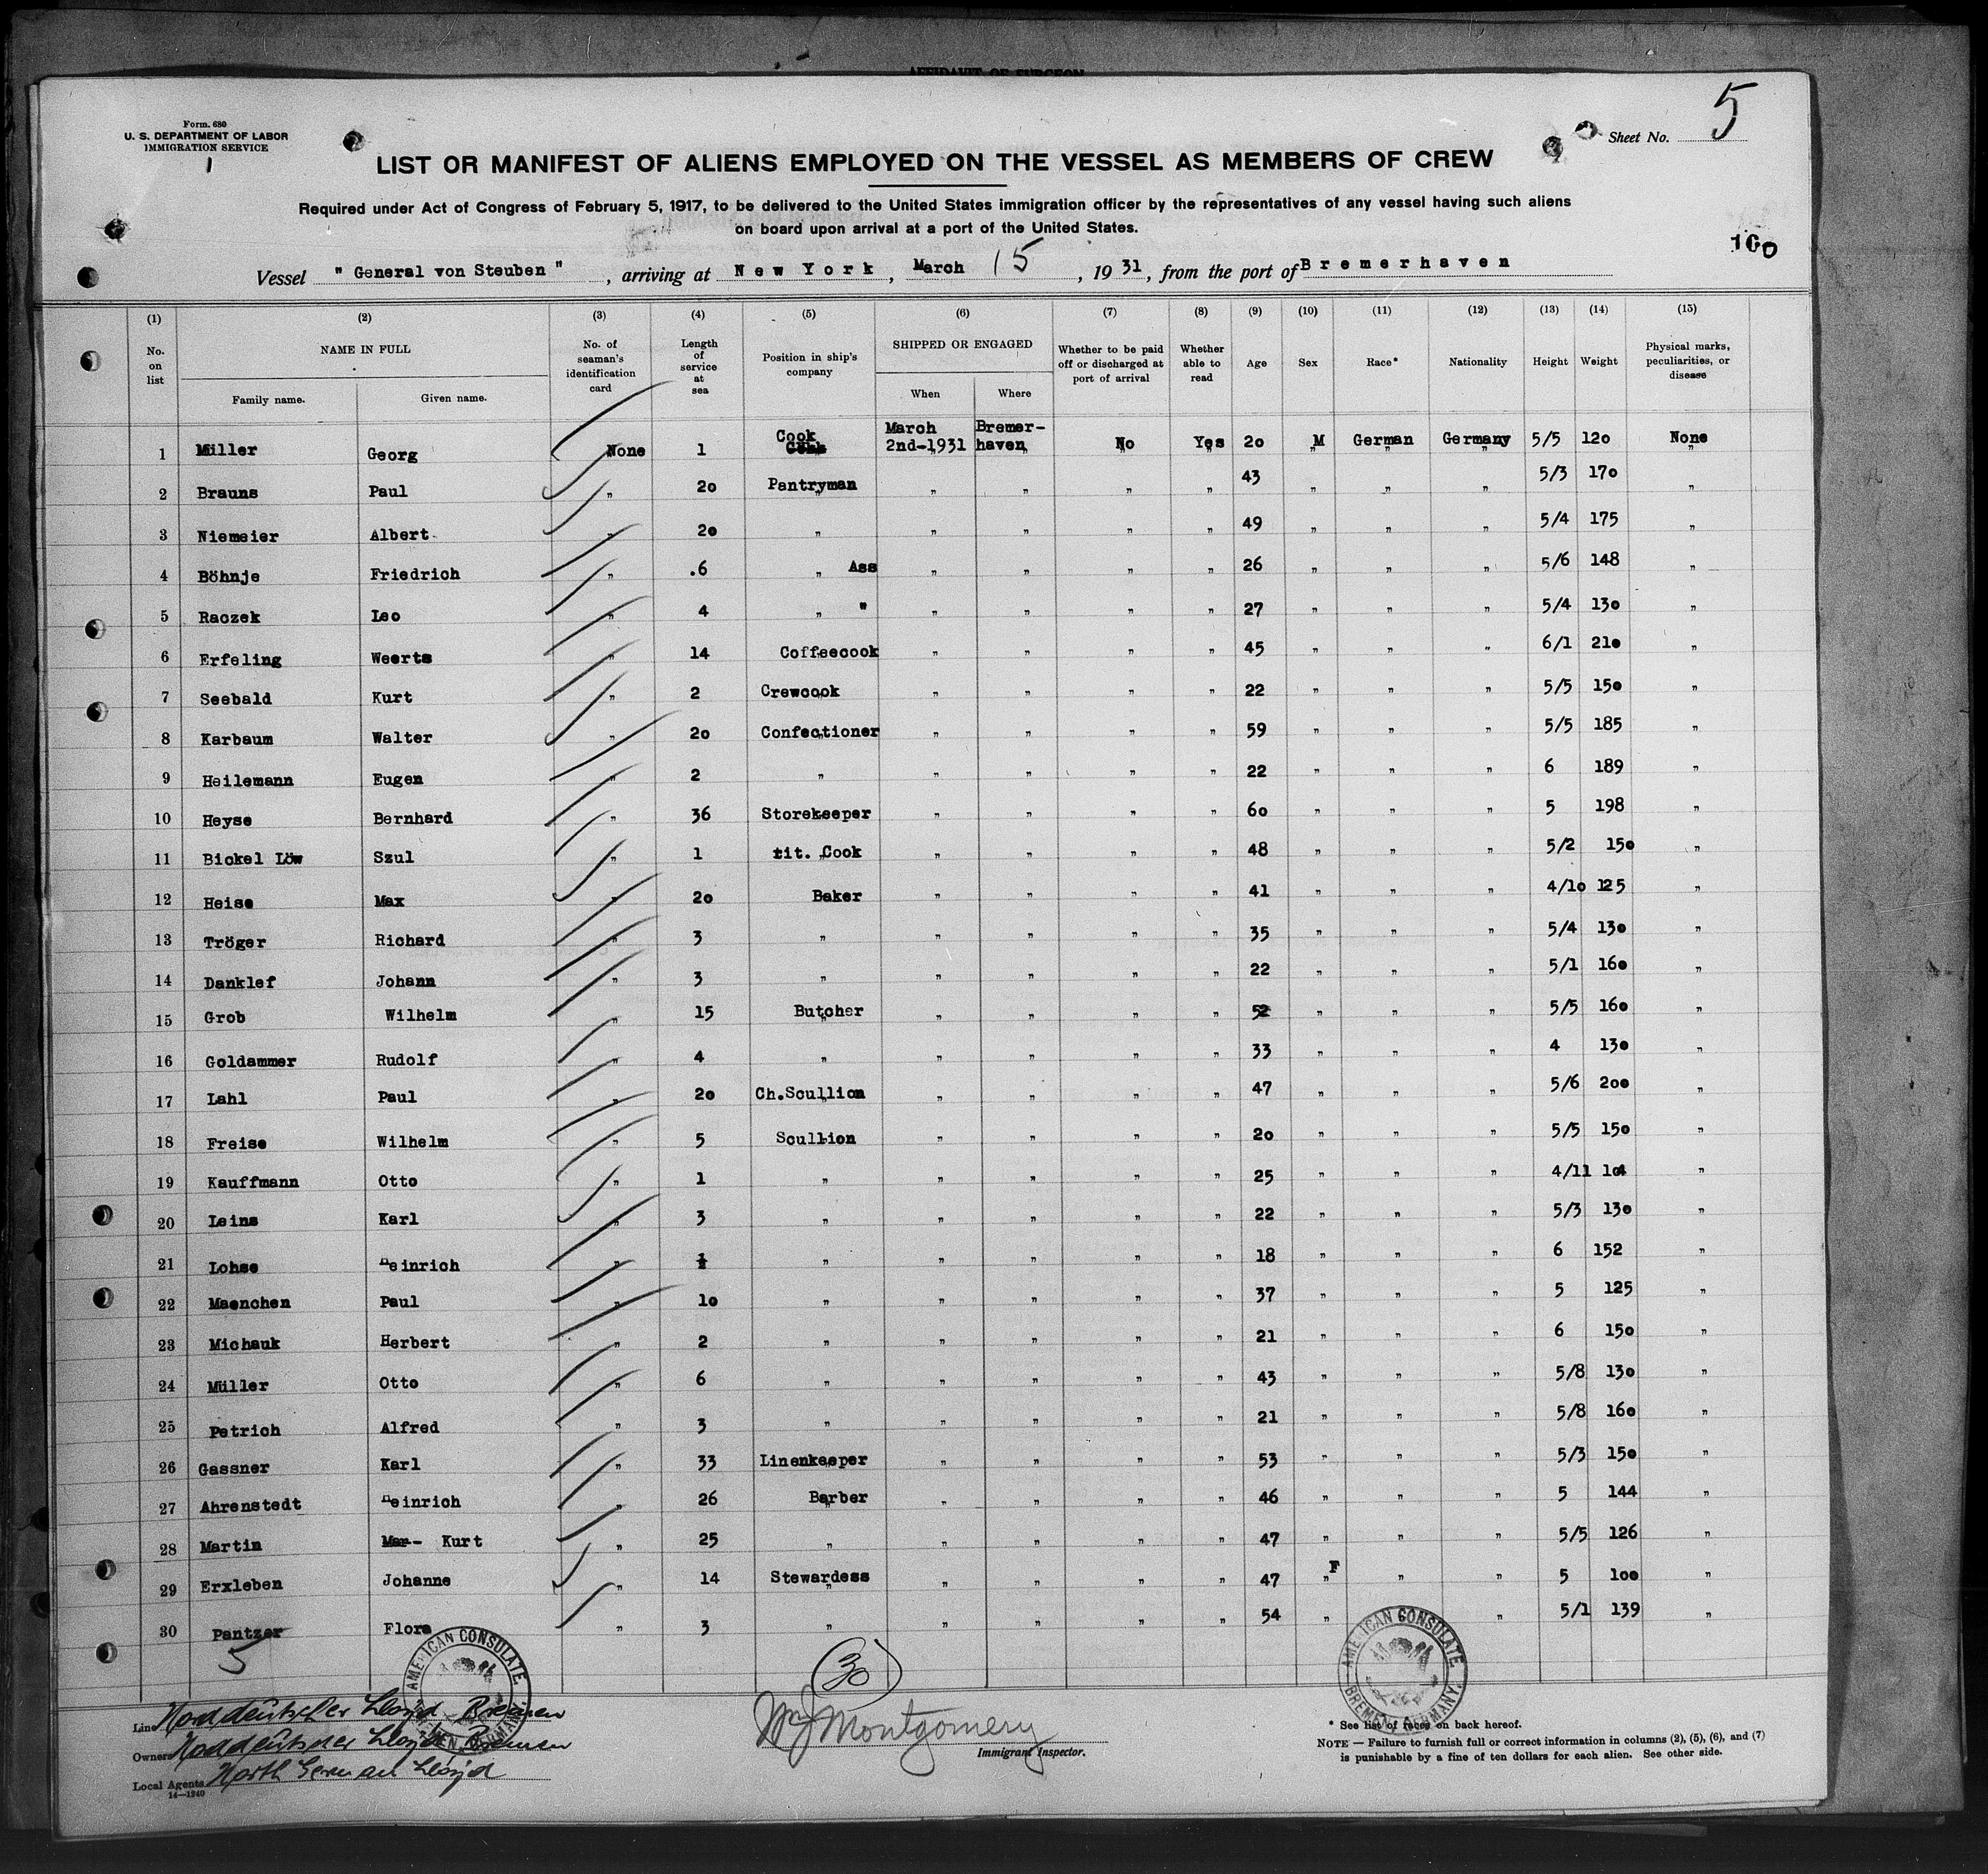 AFFIDAVIT OF SURGEON
Form. 680
U. S. DEPARTMENT OF LABOR
IMMIGRATION SERVICE
1
Sheet No. 5
LIST OR MANIFEST OF ALIENS EMPLOYED ON THE VESSEL AS MEMBERS OF CREW
Required under Act of Congress of February 5, 1917, to be delivered to the United States immigration officer by the representatives of any vessel having such aliens
on board upon arrival at a port of the United States.
160
Vessel " General von Steuben " , arriving at New York , March 15 , 19 31, from the port of Bremerhaven
(1) (2) (3) (4) (5) (6) (7) (8) (9) (10) (11) (12) (13) (14) (15)
No. on list NAME IN FULL Family name. Given name. No. of seaman's identification card Length of service at sea Position in ship's company SHIPPED OR ENGAGED When Where Whether to be paid off or discharged at port of arrival Whether able to read Age Sex Race* Nationality Height Weight Physical marks, peculiarities, or disease
1 Miller Georg None 1 Cook March 2nd-1931 Bremer-haven No Yes 20 M German Germany 5/5 120 None
2 Brauns Paul " 20 Pantryman " " " " 43 " " " 5/3 170 "
3 Niemeier Albert " 20 " " " " " 49 " " " 5/4 175 "
4 Böhnje Friedrich " .6 " Ass " " " " 26 " " " 5/6 148 "
5 Raczek Leo " 4 " " " " " " 27 " " " 5/4 130 "
6 Erfeling Weerts " 14 Coffeecook " " " " 45 " " " 6/1 210 "
7 Seebald Kurt " 2 Crewcook " " " " 22 " " " 5/5 150 "
8 Karbaum Walter " 20 Confectioner " " " " 59 " " " 5/5 185 "
9 Heilemann Eugen " 2 " " " " " 22 " " " 6 189 "
10 Heyse Bernhard " 36 Storekeeper " " " " 60 " " " 5 198 "
11 Bickel Löw Szul " 1 rit. Cook " " " " 48 " " " 5/2 150 "
12 Heise Max " 20 Baker " " " " 41 " " " 4/10 125 "
13 Tröger Richard " 3 " " " " " 35 " " " 5/4 130 "
14 Danklef Johann " 3 " " " " " 22 " " " 5/1 160 "
15 Grob Wilhelm " 15 Butcher " " " " 52 " " " 5/5 160 "
16 Goldammer Rudolf " 4 " " " " " 33 " " " 4 130 "
17 Lahl Paul " 20 Ch.Scullion " " " " 47 " " " 5/6 200 "
18 Freise Wilhelm " 5 Scullion " " " " 20 " " " 5/5 150 "
19 Kauffmann Otto " 1 " " " " " 25 " " " 4/11 104 "
20 Leins Karl " 3 " " " " " 22 " " " 5/3 130 "
21 Lohse Heinrich " " " " " " 18 " " " 6 152 "
22 Maenchen Paul " 10 " " " " " 37 " " " 5 125 "
23 Michauk Herbert " 2 " " " " " 21 " " " 6 150 "
24 Müller Otto " 6 " " " " " 43 " " " 5/8 130 "
25 Petrich Alfred " 3 " " " " " 21 " " " 5/8 160 "
26 Gassner Karl " 33 Linenkeeper " " " " 53 " " " 5/3 150 "
27 Ahrenstedt Heinrich " 26 Barber " " " " 46 " " " 5 144 "
28 Martin Mar- Kurt " 25 " " " " " 47 " " " 5/5 126 "
29 Erxleben Johanne " 14 Stewardess " " " " 47 " F " " 5 100 "
30 Pantzer Flora " 3 " " " " " 54 " " 5/1 139 "
5
30
AMERICAN CONSULATE BREMEN, GERMANY.
AMERICAN CONSULATE. BREMEN, GERMANY.
Line Norddeutscher Lloyd Bremen
Owners Norddeutscher Lloyd Bremen
Local Agents North German Lloyd
14—1240
Wm J Montgomery
Immigrant Inspector.
* See list of races on back hereof.
NOTE — Failure to furnish full or correct information in columns (2), (5), (6), and (7)
is punishable by a fine of ten dollars for each alien. See other side.